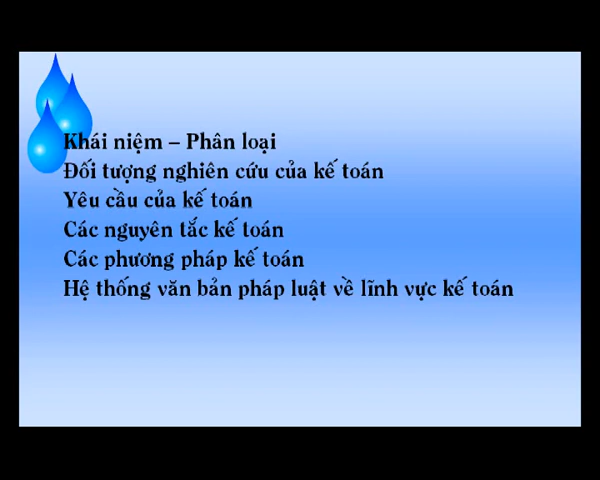 Khái niệm – Phân loại
Đối tượng nghiên cứu của kế toán
Yêu cầu của kế toán
Các nguyên tắc kế toán
Các phương pháp kế toán
Hệ thống văn bản pháp luật về lĩnh vực kế toán